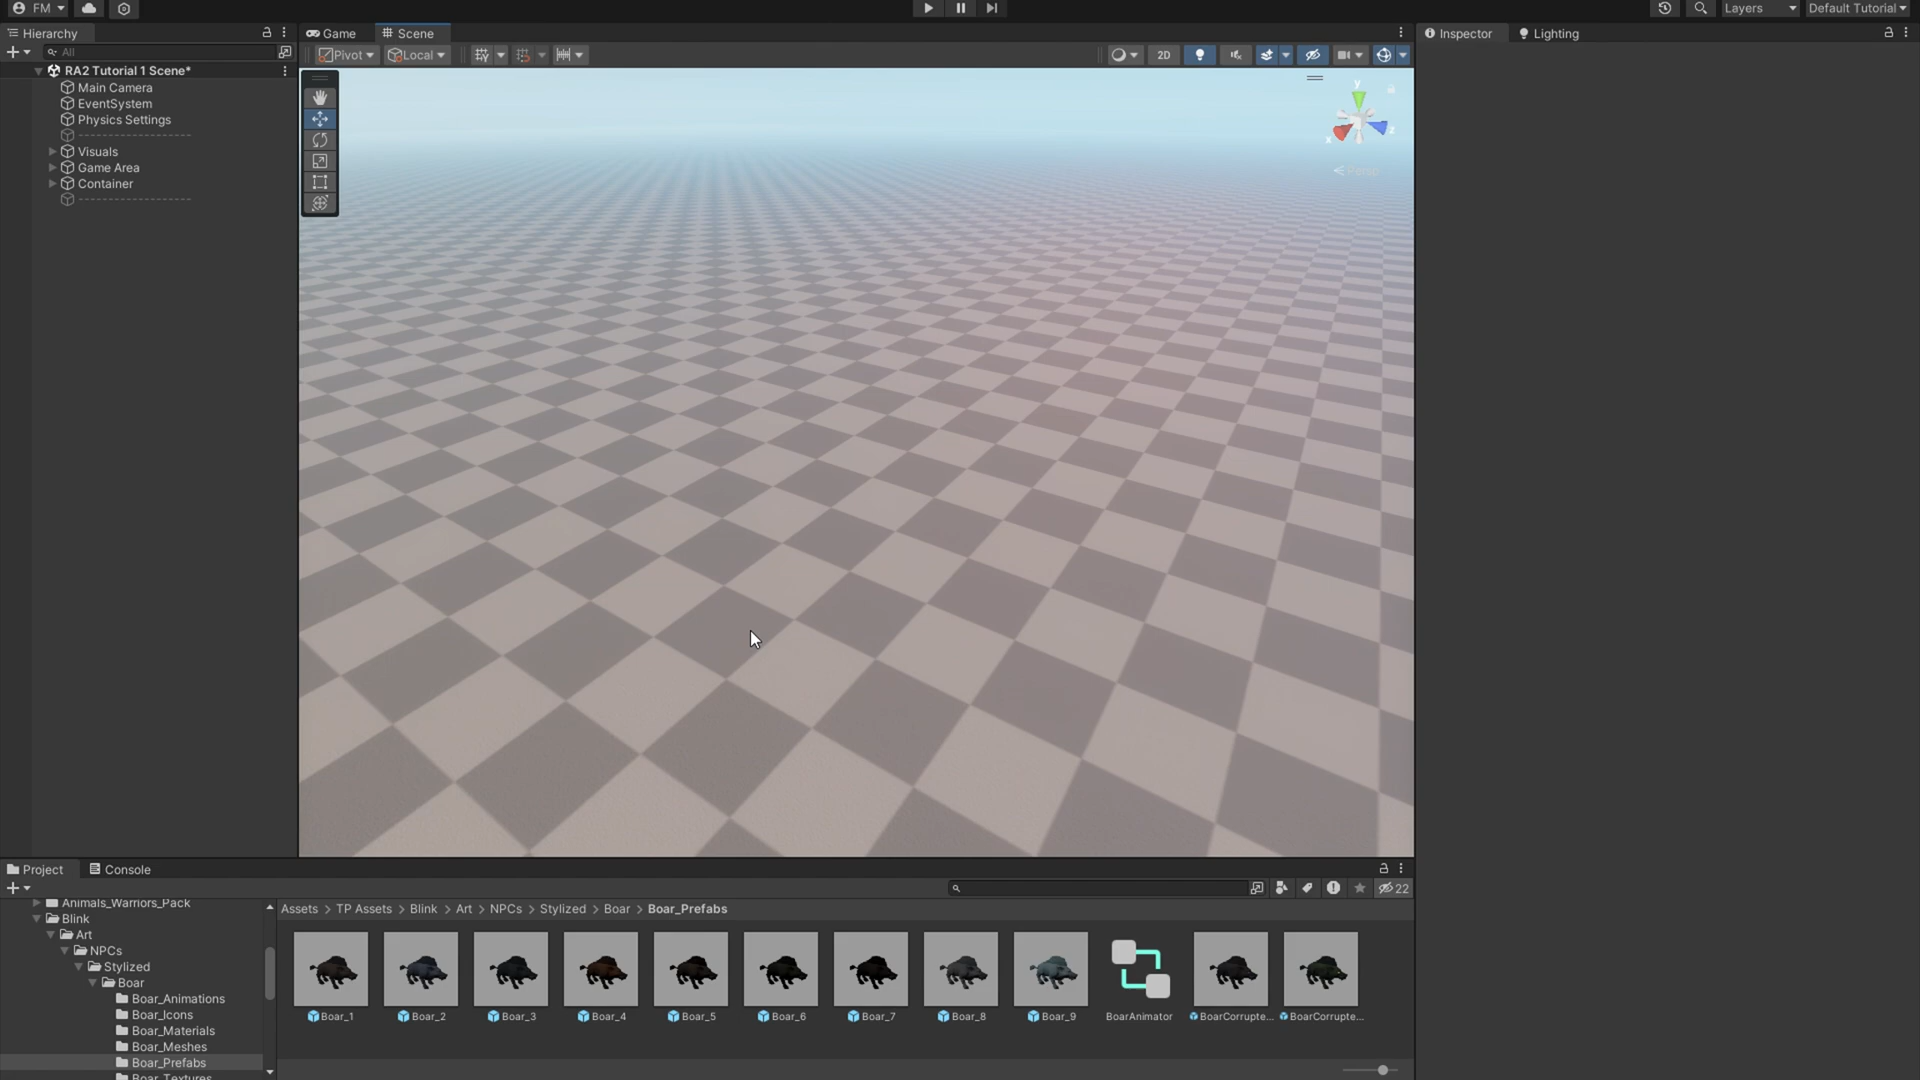 FM
Layers
Default Tutorial
Hierarchy
Game
Scene
Inspector
Lighting
All
Pivot
Local
2D
RA2 Tutorial 1 Scene*
Main Camera
EventSystem
Physics Settings
--------------------
Visuals
Game Area
Container
--------------------
y
x
z
Persp
Project
Console
22
Assets > TP Assets > Blink > Art > NPCs > Stylized > Boar > Boar_Prefabs
Animals_Warriors_Pack
Blink
Art
NPCs
Stylized
Boar
Boar_Animations
Boar_Icons
Boar_Materials
Boar_Meshes
Boar_Prefabs
Boar_Textures
Boar_1
Boar_2
Boar_3
Boar_4
Boar_5
Boar_6
Boar_7
Boar_8
Boar_9
BoarAnimator
BoarCorrupte...
BoarCorrupte...